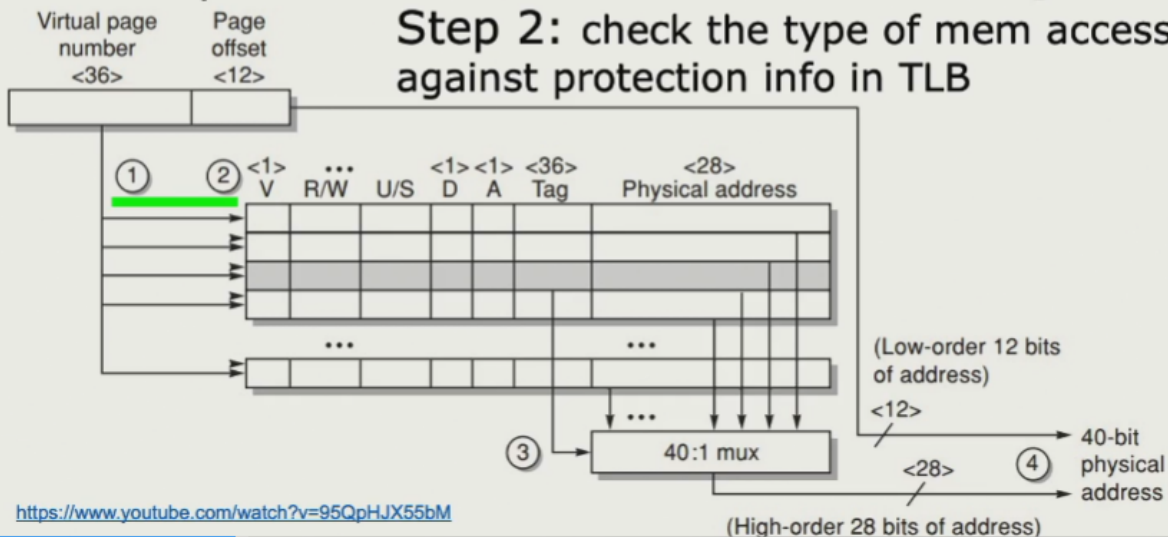 Step 2: check the type of mem access
against protection info in TLB
Virtual page
number
<36>
Page
offset
<12>
1
2
<1>
V
...
R/W
U/S
<1>
D
<1>
A
<36>
Tag
<28>
Physical address
...
...
...
(Low-order 12 bits
of address)
<12>
3
40:1 mux
<28>
4
40-bit
physical
address
https://www.youtube.com/watch?v=95QpHJX55bM
(High-order 28 bits of address)